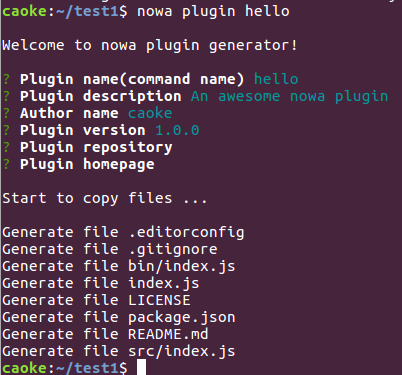 caoke:~/test1$ nowa plugin hello
Welcome to nowa plugin generator!
? Plugin name(command name) hello
? Plugin description An awesome nowa plugin
? Author name caoke
? Plugin version 1.0.0
? Plugin repository
? Plugin homepage
Start to copy files ...
Generate file .editorconfig
Generate file .gitignore
Generate file bin/index.js
Generate file index.js
Generate file LICENSE
Generate file package.json
Generate file README.md
Generate file src/index.js
caoke:~/test1$